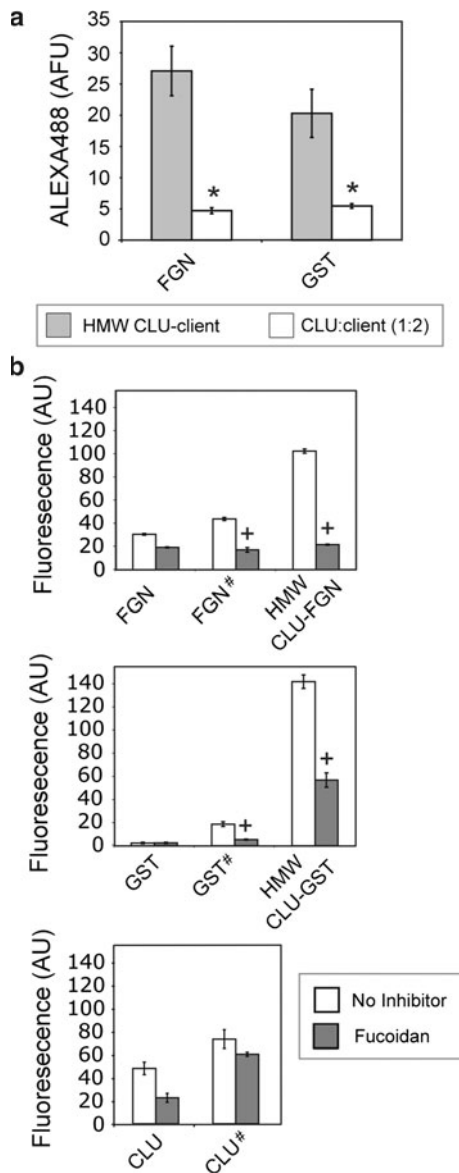 a
ALEXA488 (AFU)
35
30
25
20
15
10
5
0
*
*
FGN
GST
HMW CLU-client
CLU:client (1:2)
b
Fluoresecence (AU)
140
120
100
80
60
40
20
0
+
+
FGN
FGN#
HMW
CLU-FGN
Fluoresecence (AU)
140
120
100
80
60
40
20
0
+
+
GST
GST#
HMW
CLU-GST
Fluoresecence (AU)
140
120
100
80
60
40
20
0
CLU
CLU#
No Inhibitor
Fucoidan